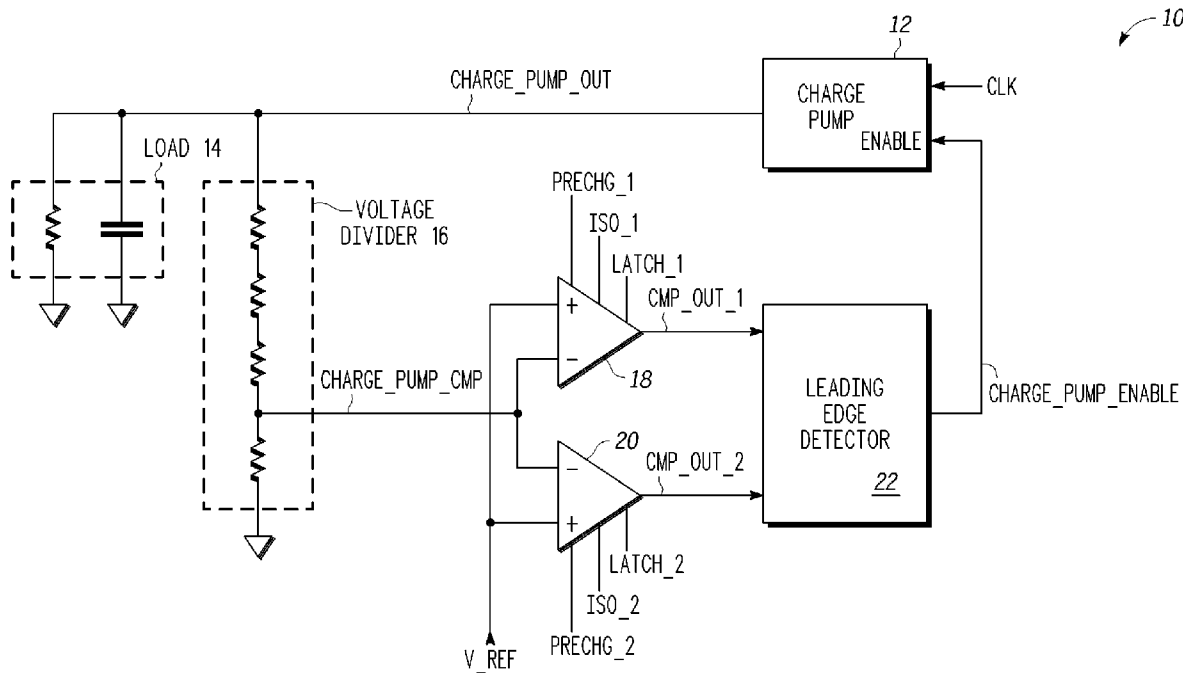 10
12
CHARGE_PUMP_OUT
CHARGE
PUMP
CLK
ENABLE
LOAD 14
PRECHG_1
VOLTAGE
DIVIDER 16
ISO_1
LATCH_1
CMP_OUT_1
+
−
18
CHARGE_PUMP_CMP
LEADING
EDGE
DETECTOR
22
CHARGE_PUMP_ENABLE
20
CMP_OUT_2
−
+
LATCH_2
ISO_2
PRECHG_2
V_REF